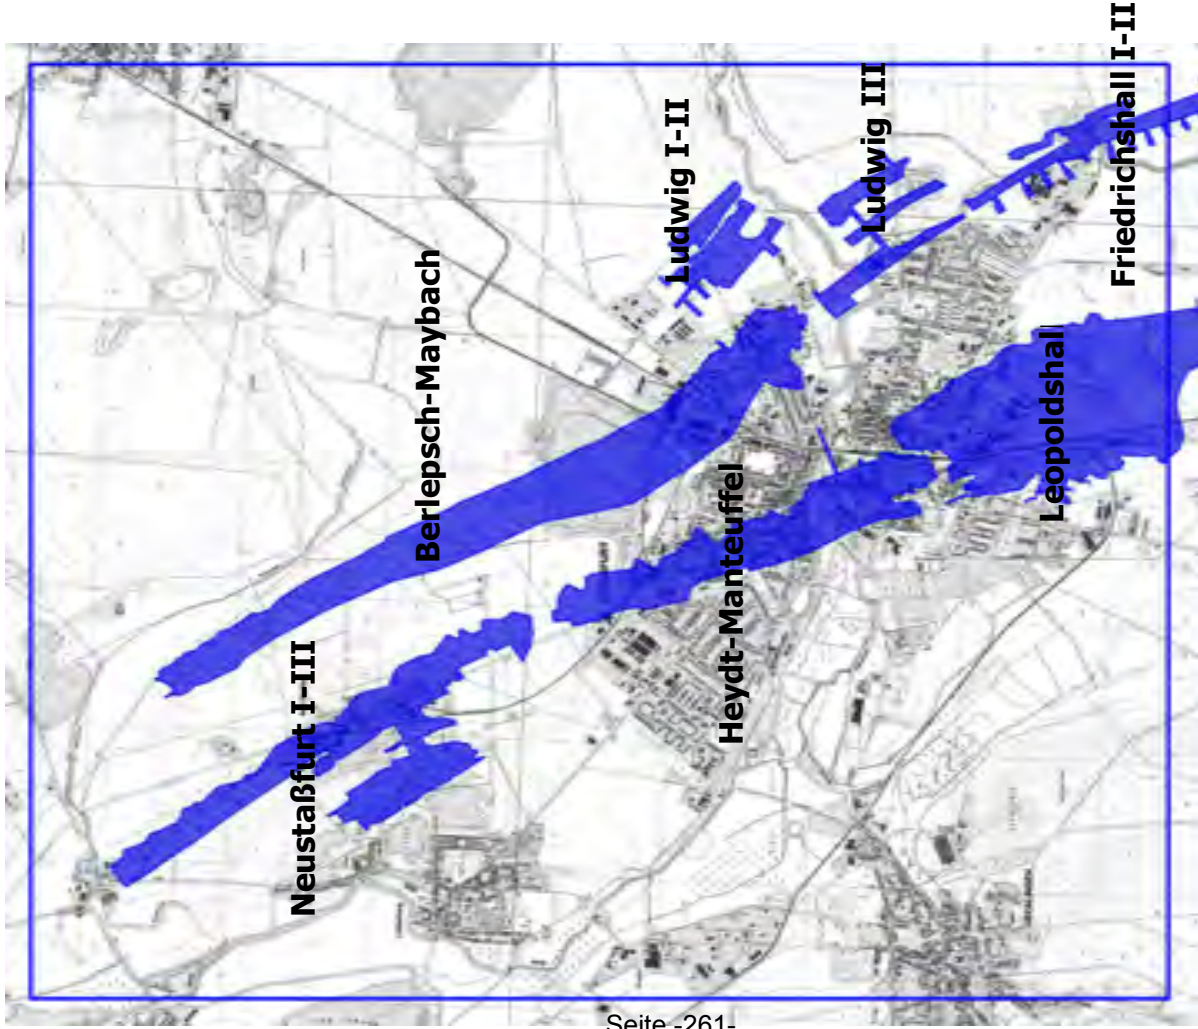 Neustaßfurt I-III
Berlepsch-Maybach
Ludwig I-II
Heydt-Manteuffel
Ludwig III
Leopoldshall
Friedrichshall I-II
Seite -261-